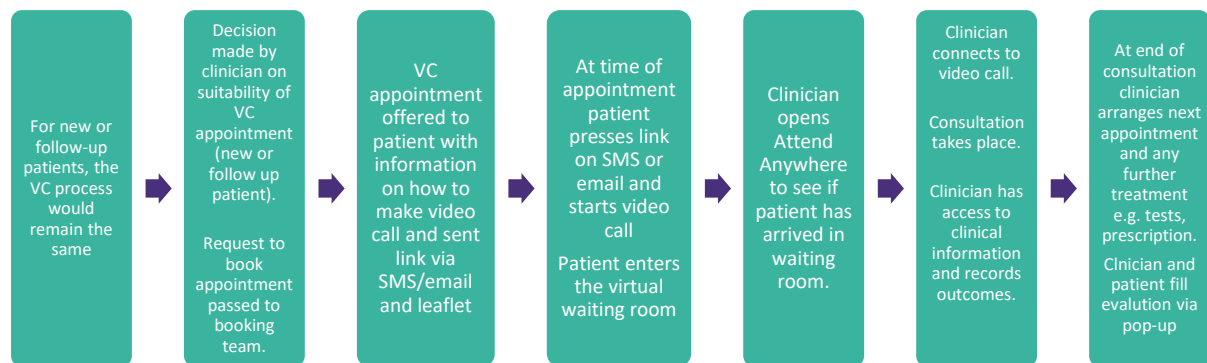 For new or
follow-up
patients, the
VC process
would
remain the
same
Decision
made by
clinician on
suitability of
VC
appointment
(new or
follow up
patient).
Request to
book
appointment
passed to
booking
team.
VC
appointment
offered to
patient with
information
on how to
make video
call and sent
link via
SMS/email
and leaflet
At time of
appointment
patient
presses link
on SMS or
email and
starts video
call
Patient enters
the virtual
waiting room
Clinician
opens
Attend
Anywhere
to see if
patient has
arrived in
waiting
room.
Clinician
connects to
video call.
Consultation
takes place.
Clinician has
access to
clinical
information
and records
outcomes.
At end of
consultation
clinician
arranges next
appointment
and any
further
treatment
e.g. tests,
prescription.
Clnician and
patient fill
evalution via
pop-up